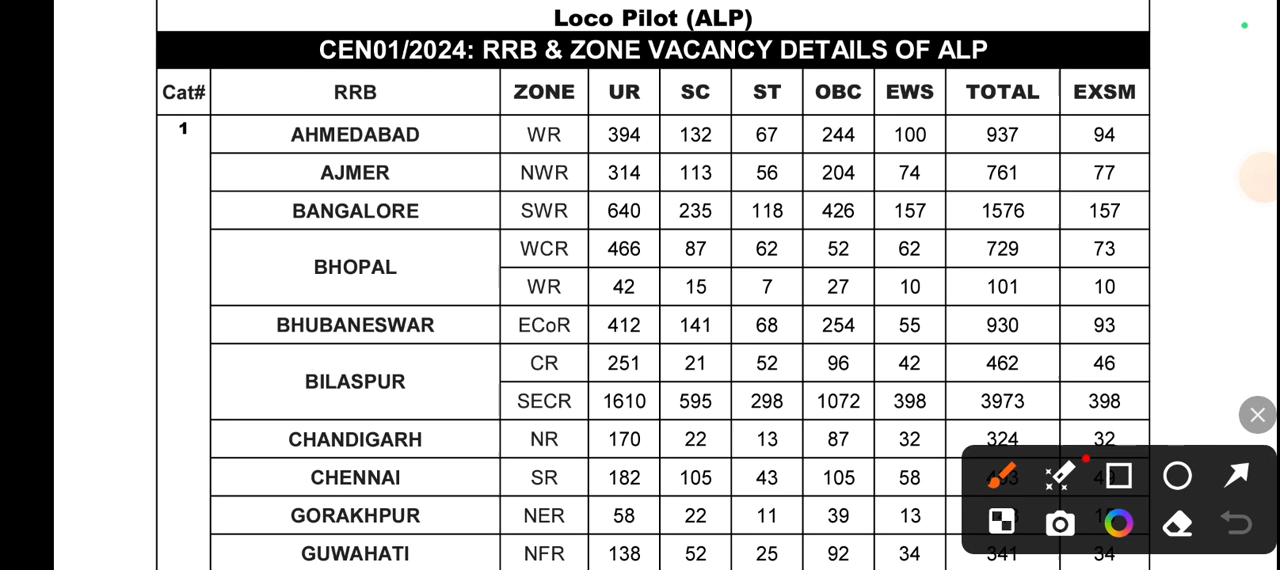 Loco Pilot (ALP)
CEN01/2024: RRB & ZONE VACANCY DETAILS OF ALP
Cat# RRB ZONE UR SC ST OBC EWS TOTAL EXSM
1 AHMEDABAD WR 394 132 67 244 100 937 94
AJMER NWR 314 113 56 204 74 761 77
BANGALORE SWR 640 235 118 426 157 1576 157
BHOPAL WCR 466 87 62 52 62 729 73
WR 42 15 7 27 10 101 10
BHUBANESWAR ECoR 412 141 68 254 55 930 93
BILASPUR CR 251 21 52 96 42 462 46
SECR 1610 595 298 1072 398 3973 398
CHANDIGARH NR 170 22 13 87 32 324 32
CHENNAI SR 182 105 43 105 58
GORAKHPUR NER 58 22 11 39 13
GUWAHATI NFR 138 52 25 92 34 341 34